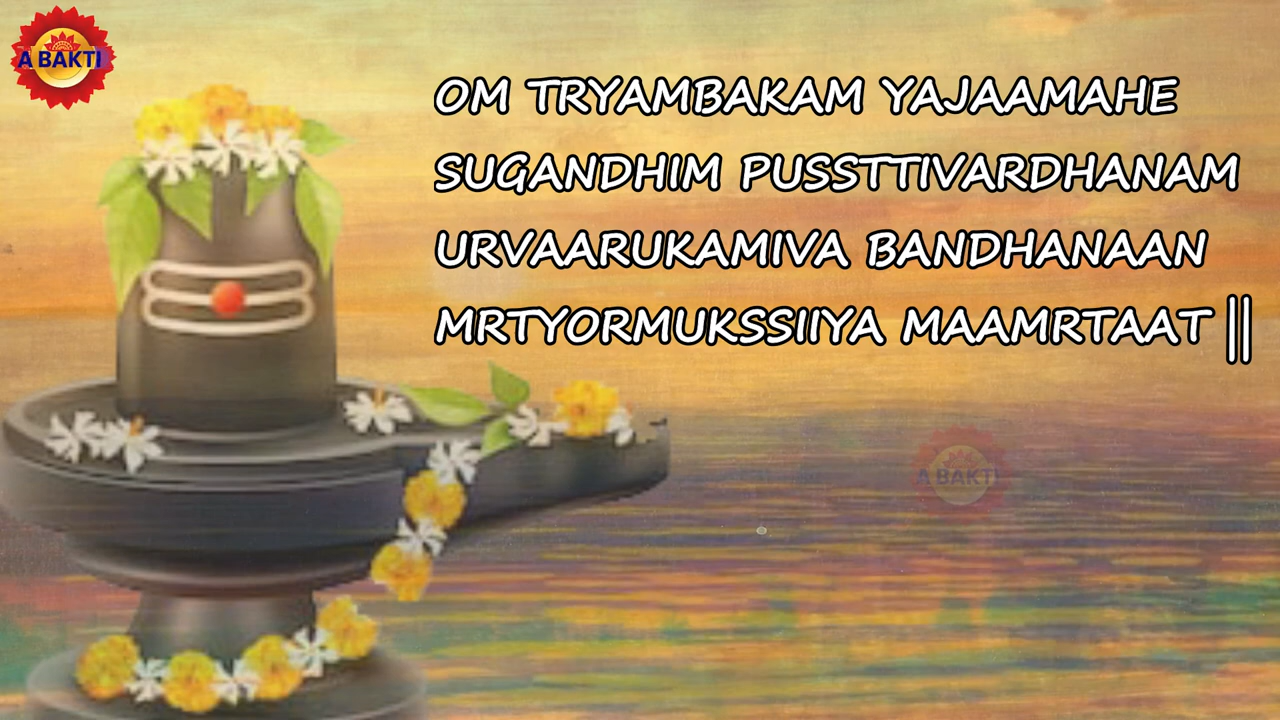 A BAKTI
OM TRYAMBAKAM YAJAAMAHE
SUGANDHIM PUSSTTIVARDHANAM
URVAARUKAMIVA BANDHANAAN
MRTYORMUKSSIIYA MAAMRTAAT ||
A BAKTI